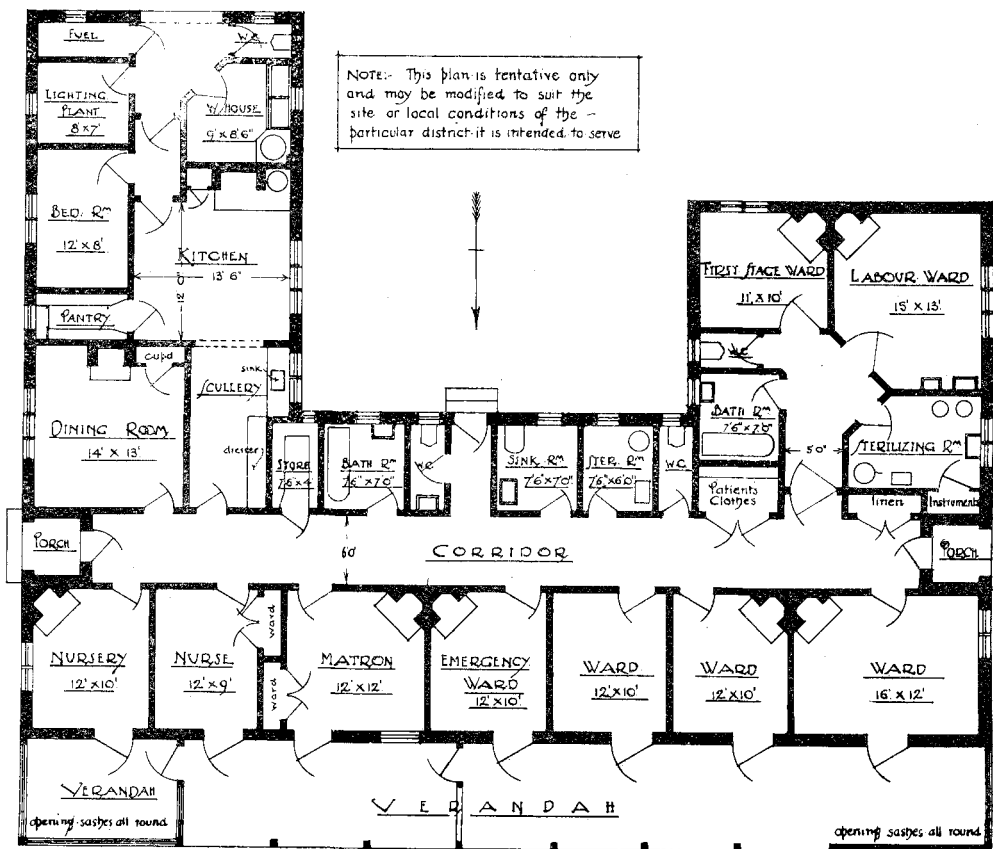 FUEL
W.C.
LIGHTING
PLANT
8'x7'
W/HOUSE
9'x8'6"
NOTE:- This plan is tentative only
and may be modified to suit the
site or local conditions of the -
particular district it is intended to serve
BED. Rm
12'x8'
KITCHEN
13'6"
12'0"
PANTRY
FIRST STAGE WARD
11'x10'
LABOUR WARD
15'x13'
W.C.
cup'd
SCULLERY
SINK
BATH Rm
7'6"x7'0"
DINING ROOM
14'x13'
dresser
STORE
7'6"x4'
BATH Rm
7'6"x7'0"
W.C.
SINK Rm
7'6"x7'0"
STER. Rm
7'6"x6'0"
W.C.
5'0"
STERILIZING Rm
Patients
Clothes
linen
Instruments
PORCH
6'0"
CORRIDOR
PORCH
NURSERY
12'x10'
NURSE
12'x9'
ward
ward
MATRON
12'x12'
EMERGENCY
WARD
12'x10'
WARD
12'x10'
WARD
12'x10'
WARD
16'x12'
VERANDAH
opening sashes all round
VERANDAH
opening sashes all round